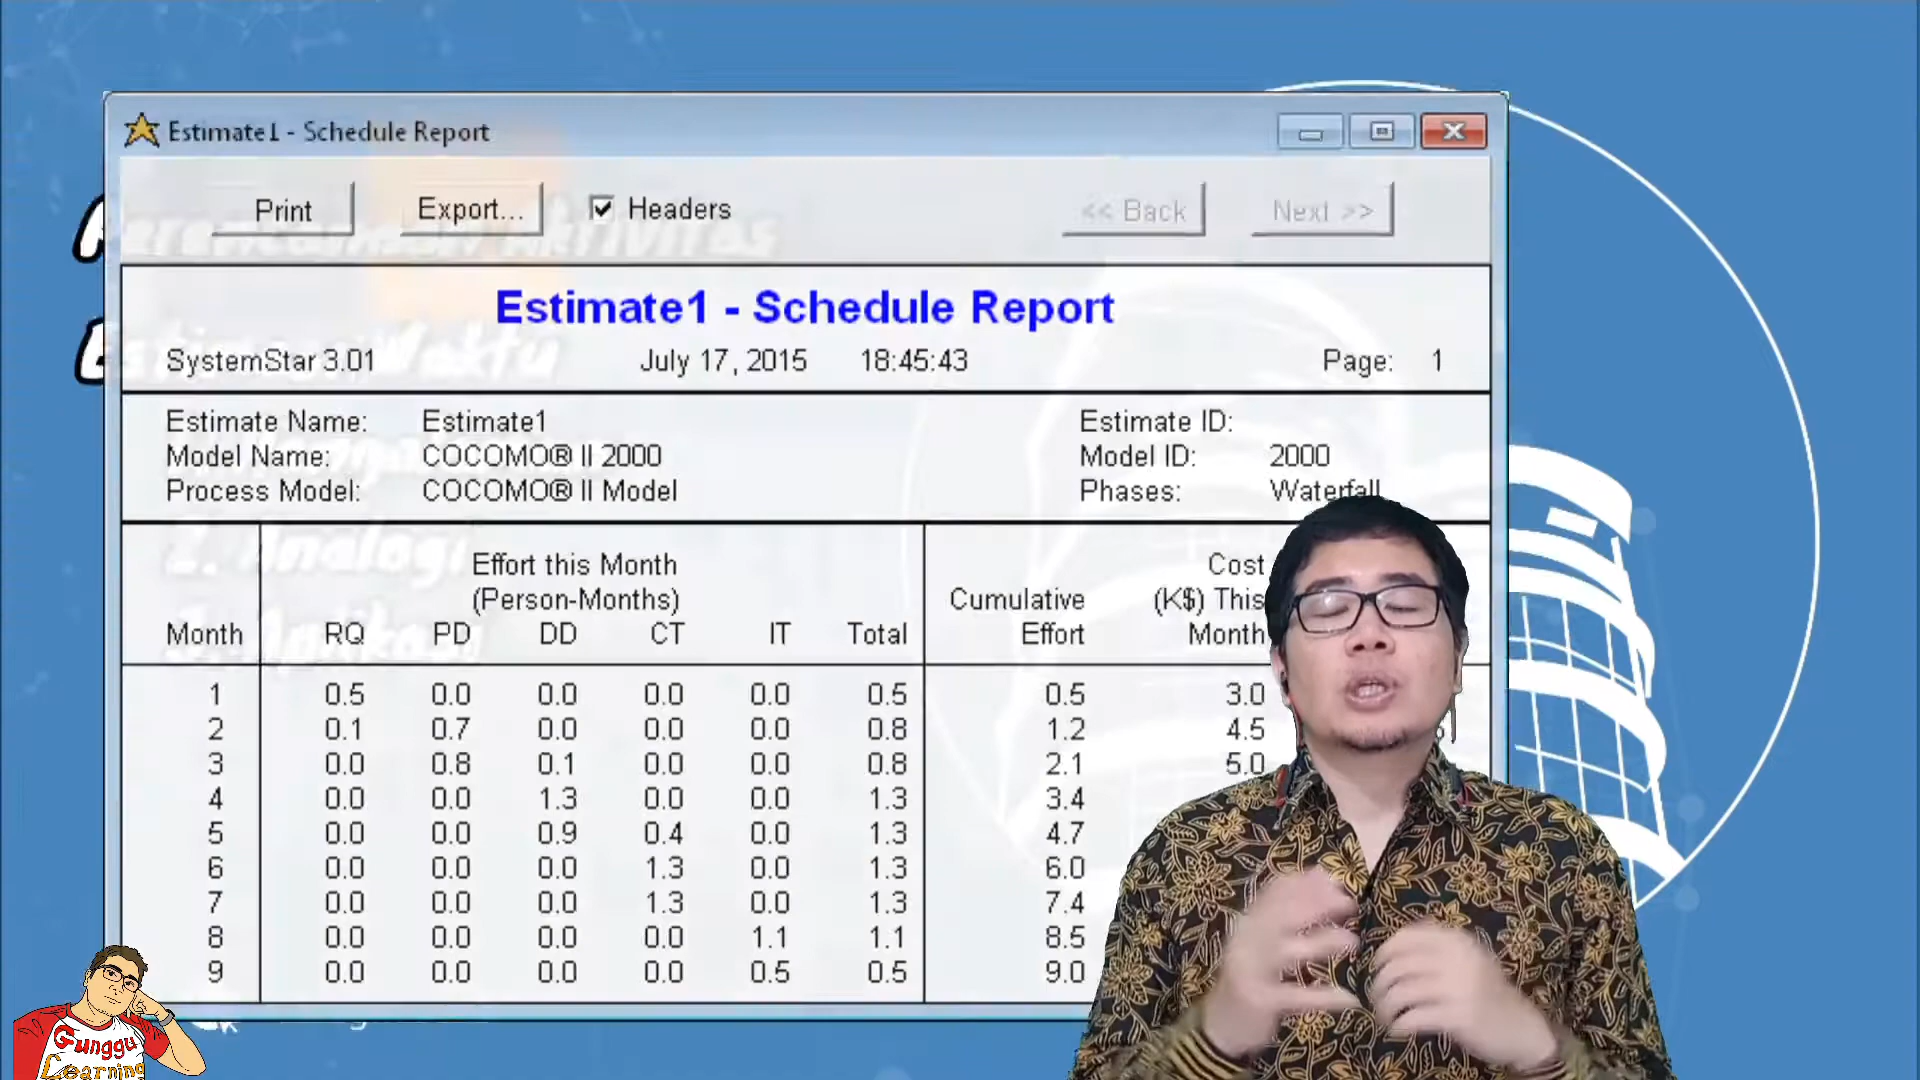 Estimate1 - Schedule Report
Print Export... Headers << Back Next >>
Estimate1 - Schedule Report
SystemStar 3.01 July 17, 2015 18:45:43 Page: 1
Estimate Name: Estimate1 Estimate ID:
Model Name: COCOMO® II 2000 Model ID: 2000
Process Model: COCOMO® II Model Phases: Waterfall
Effort this Month Cost
(Person-Months) Cumulative (K$) This
Month RQ PD DD CT IT Total Effort Month
1 0.5 0.0 0.0 0.0 0.0 0.5 0.5 3.0
2 0.1 0.7 0.0 0.0 0.0 0.8 1.2 4.5
3 0.0 0.8 0.1 0.0 0.0 0.8 2.1 5.0
4 0.0 0.0 1.3 0.0 0.0 1.3 3.4
5 0.0 0.0 0.9 0.4 0.0 1.3 4.7
6 0.0 0.0 0.0 1.3 0.0 1.3 6.0
7 0.0 0.0 0.0 1.3 0.0 1.3 7.4
8 0.0 0.0 0.0 0.0 1.1 1.1 8.5
9 0.0 0.0 0.0 0.0 0.5 0.5 9.0
Aktivitas
Waktu
1. Analogi
Gunggu
Learning